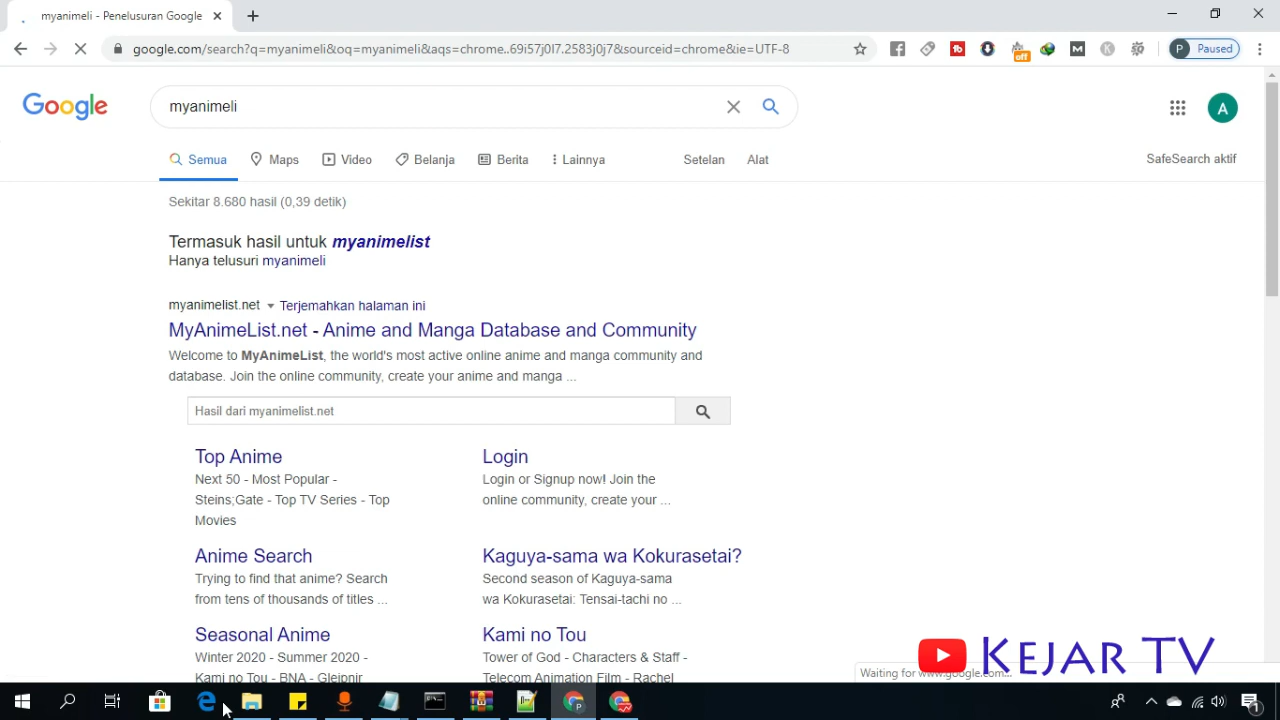 myanimeli - Penelusuran Google
google.com/search?q=myanimeli&oq=myanimeli&aqs=chrome..69i57j0l7.2583j0j7&sourceid=chrome&ie=UTF-8
off
P Paused
Google
myanimeli
A
Semua Maps Video Belanja Berita Lainnya Setelan Alat SafeSearch aktif
Sekitar 8.680 hasil (0,39 detik)
Termasuk hasil untuk myanimelist
Hanya telusuri myanimeli
myanimelist.net Terjemahkan halaman ini
MyAnimeList.net - Anime and Manga Database and Community
Welcome to MyAnimeList, the world's most active online anime and manga community and
database. Join the online community, create your anime and manga ...
Hasil dari myanimelist.net
Top Anime
Next 50 - Most Popular -
Steins;Gate - Top TV Series - Top
Movies
Login
Login or Signup now! Join the
online community, create your ...
Anime Search
Trying to find that anime? Search
from tens of thousands of titles ...
Kaguya-sama wa Kokurasetai?
Second season of Kaguya-sama
wa Kokurasetai: Tensai-tachi no ...
Seasonal Anime
Winter 2020 - Summer 2020 -
Kami no Tou - NA - Gleipnir
Kami no Tou
Tower of God - Characters & Staff -
Telecom Animation Film - Rachel
Kejar TV
Waiting for www.google.com...